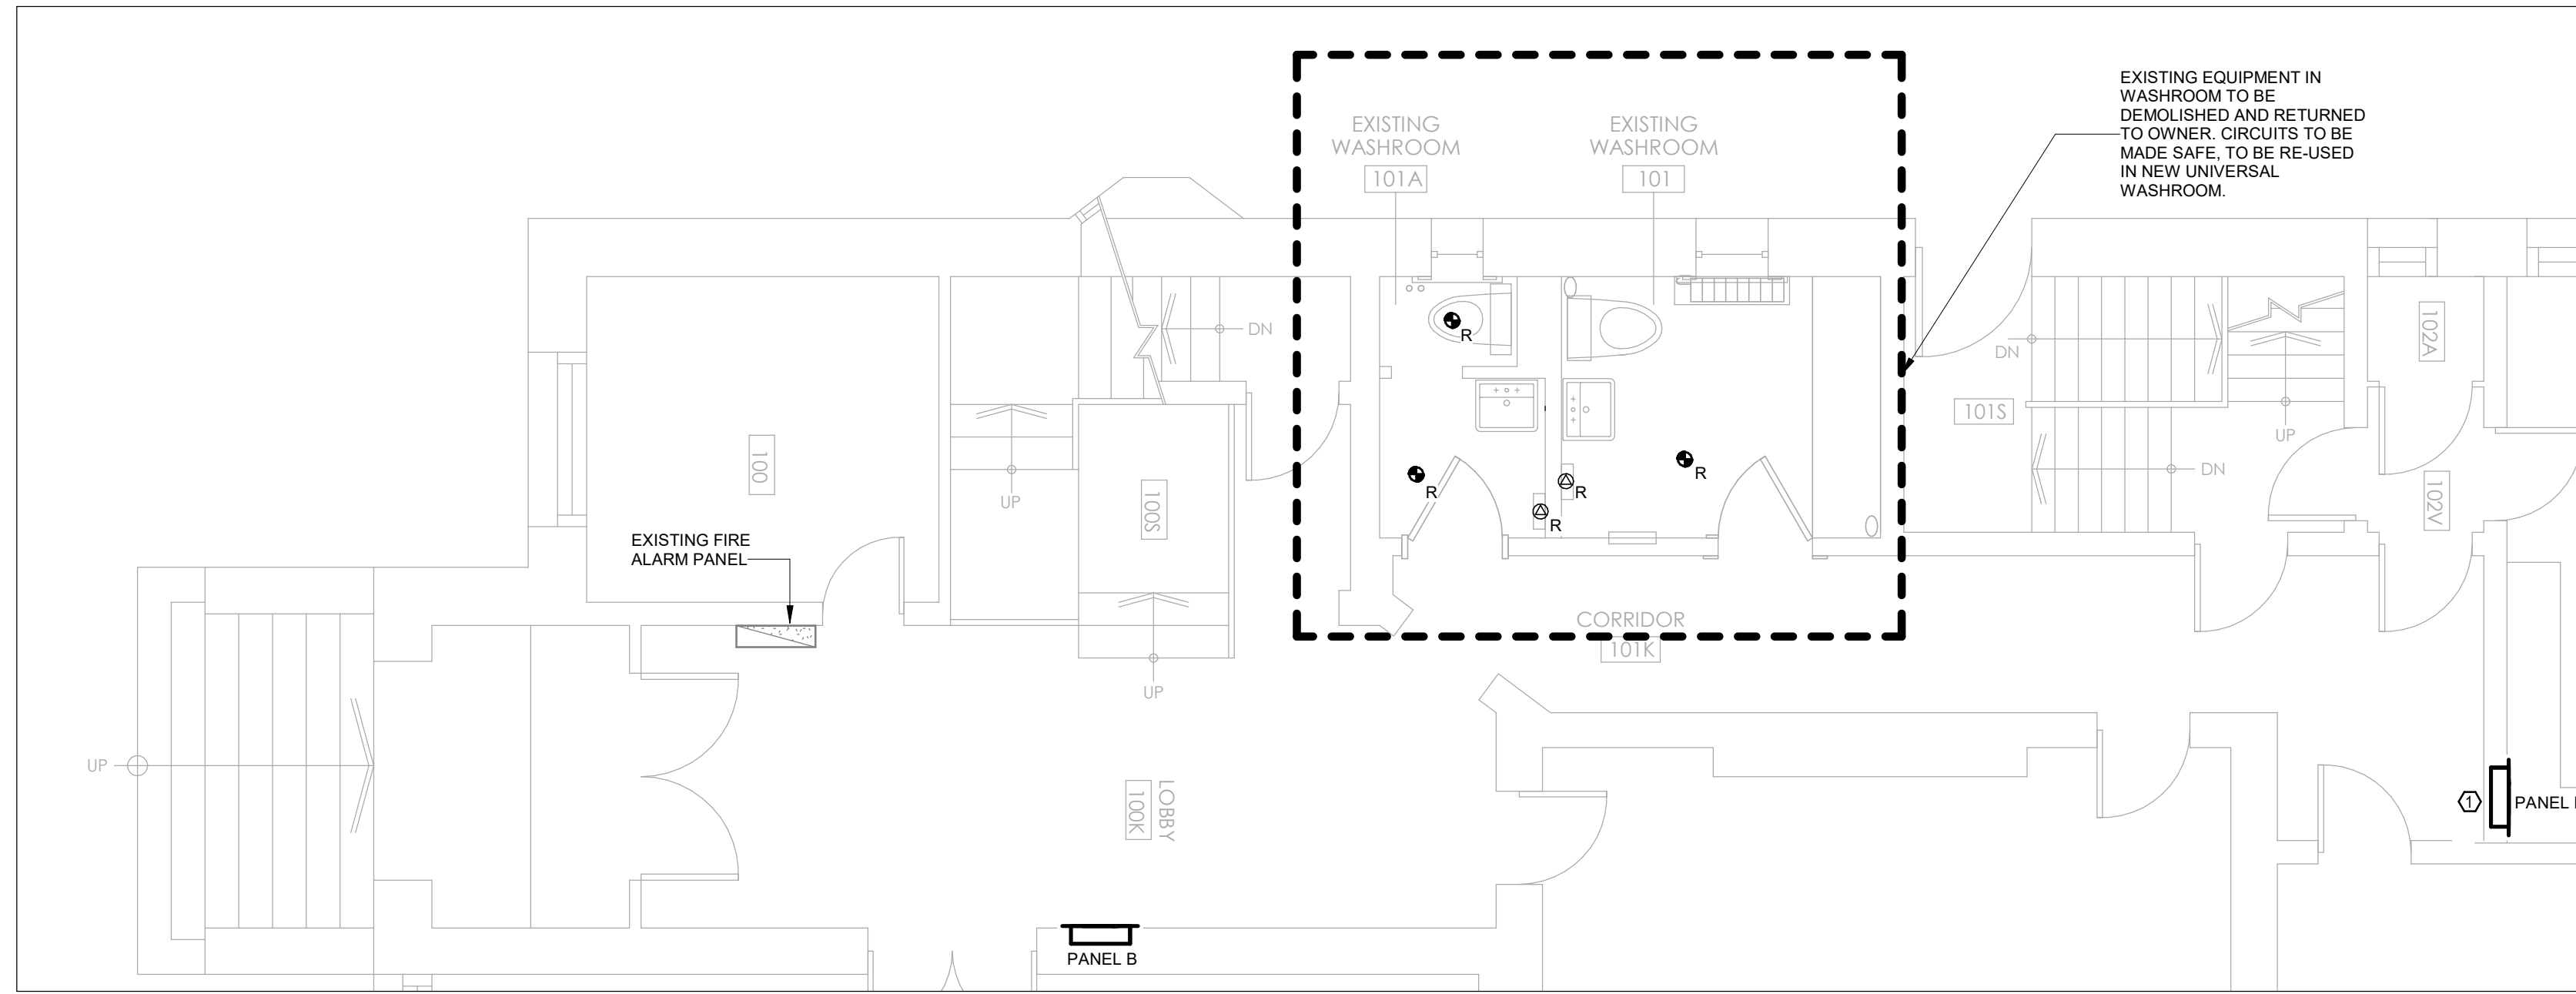 EXISTING EQUIPMENT IN
WASHROOM TO BE
DEMOLISHED AND RETURNED
TO OWNER. CIRCUITS TO BE
MADE SAFE, TO BE RE-USED
IN NEW UNIVERSAL
WASHROOM.
EXISTING
WASHROOM
101A
EXISTING
WASHROOM
101
DN
R
DN
102A
101S
UP
DN
R
R
R
R
100
UP
100S
102V
EXISTING FIRE
ALARM PANEL
CORRIDOR
101K
UP
UP
LOBBY
100K
1
PANEL
PANEL B